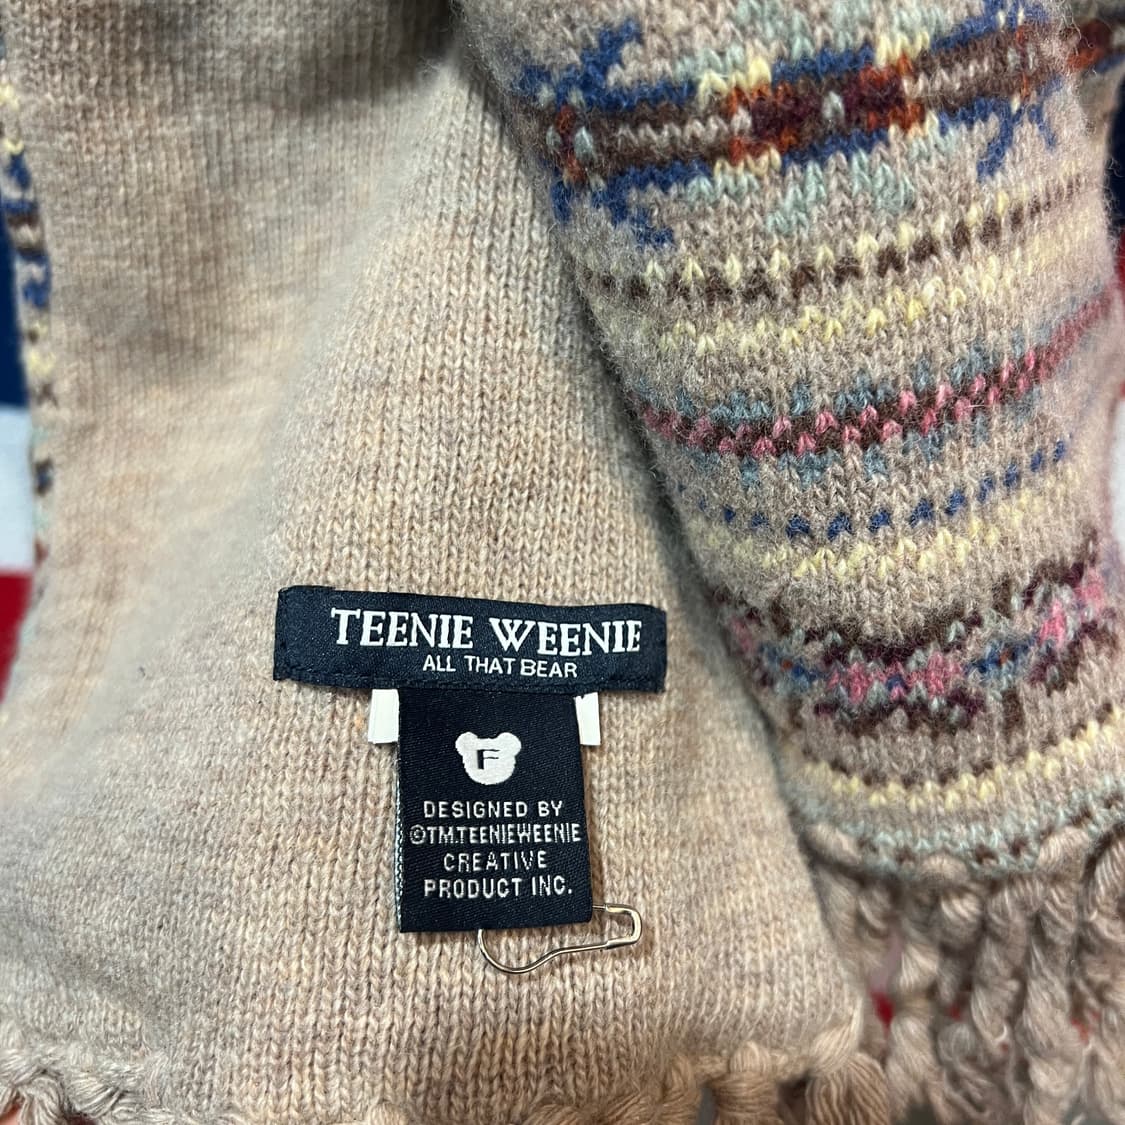 TEENIE WEENIE
ALL THAT BEAR
F
DESIGNED BY
©TM.TEENIEWEENIE
CREATIVE
PRODUCT INC.